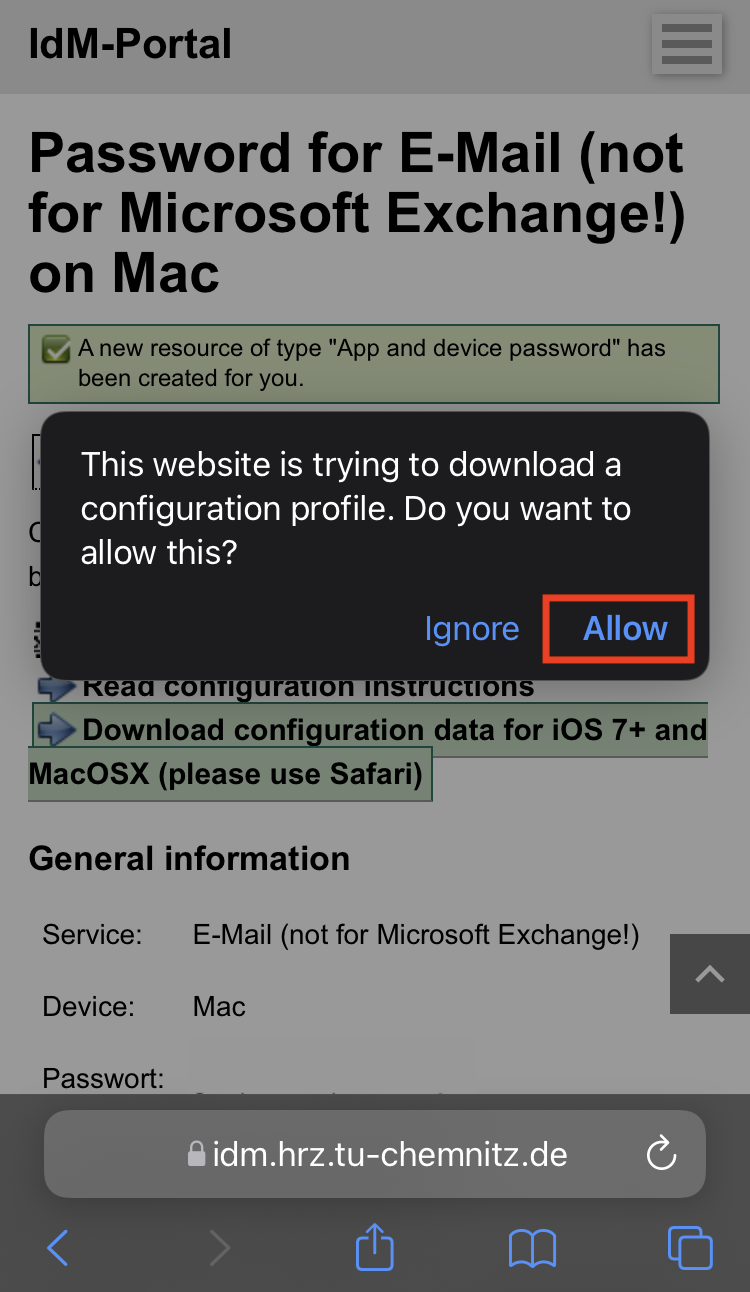 IdM-Portal
Password for E-Mail (not
for Microsoft Exchange!)
on Mac
A new resource of type "App and device password" has
been created for you.
This website is trying to download a
configuration profile. Do you want to
allow this?
Ignore Allow
Read configuration instructions
Download configuration data for iOS 7+ and
MacOSX (please use Safari)
General information
Service: E-Mail (not for Microsoft Exchange!)
Device: Mac
Passwort:
idm.hrz.tu-chemnitz.de